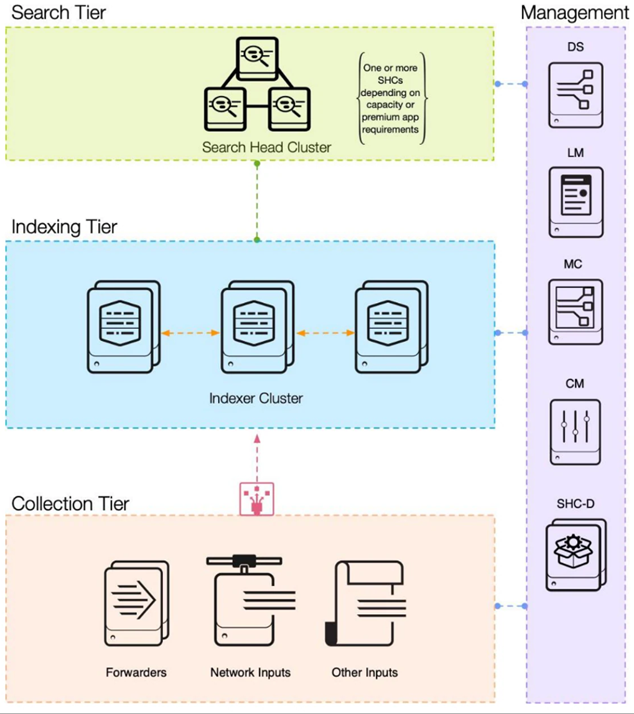 Search Tier
Management
One or more
SHCs
depending on
capacity or
premium app
requirements
Search Head Cluster
DS
LM
Indexing Tier
MC
Indexer Cluster
CM
Collection Tier
SHC-D
Forwarders
Network Inputs
Other Inputs